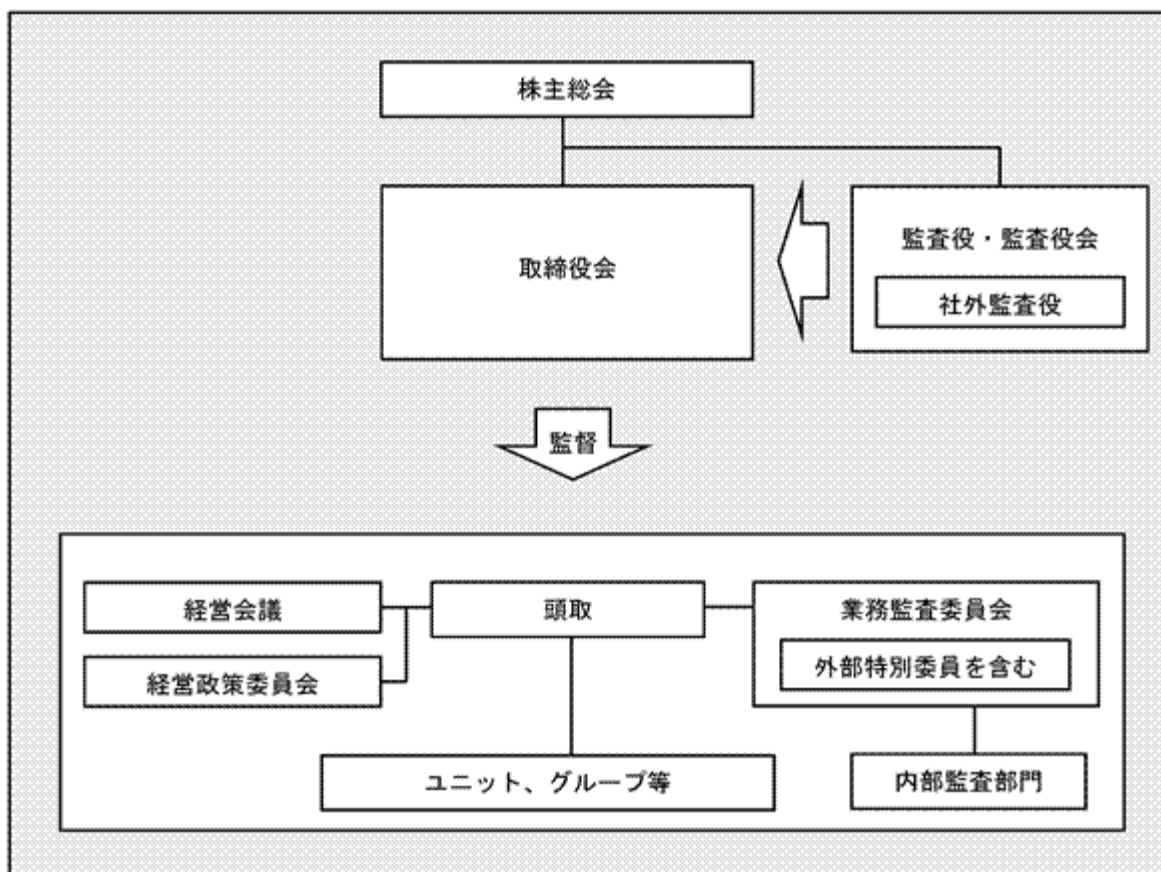 株主総会
取締役会
監査役・監査役会
社外監査役
監督
経営会議
頭取
業務監査委員会
経営政策委員会
外部特別委員を含む
ユニット、グループ等
内部監査部門